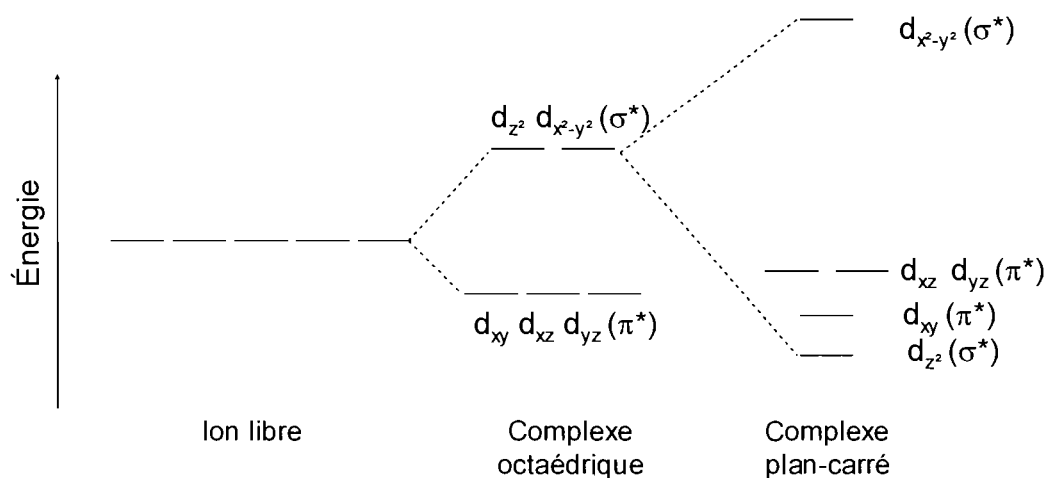 dx²-y² (σ*)
dz² dx²-y² (σ*)
Énergie
dxz dyz (π*)
dxy (π*)
dxy dxz dyz (π*)
dz² (σ*)
Ion libre
Complexe
octaédrique
Complexe
plan-carré